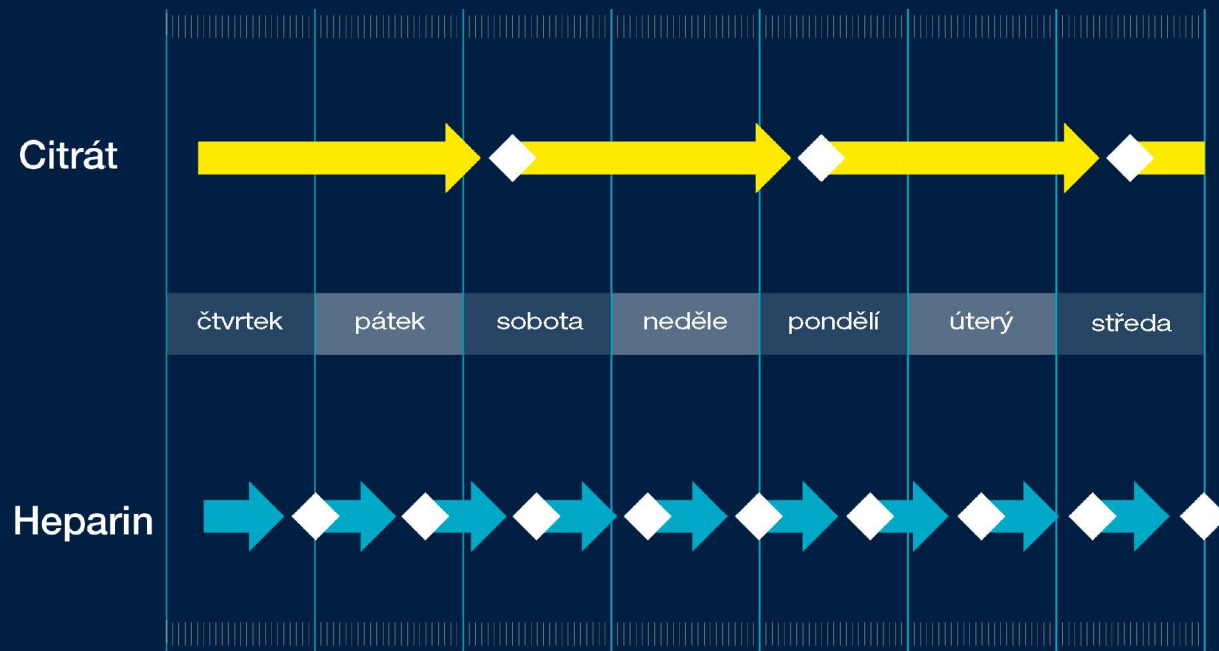 Citrát
čtvrtek pátek sobota neděle pondělí úterý středa
Heparin